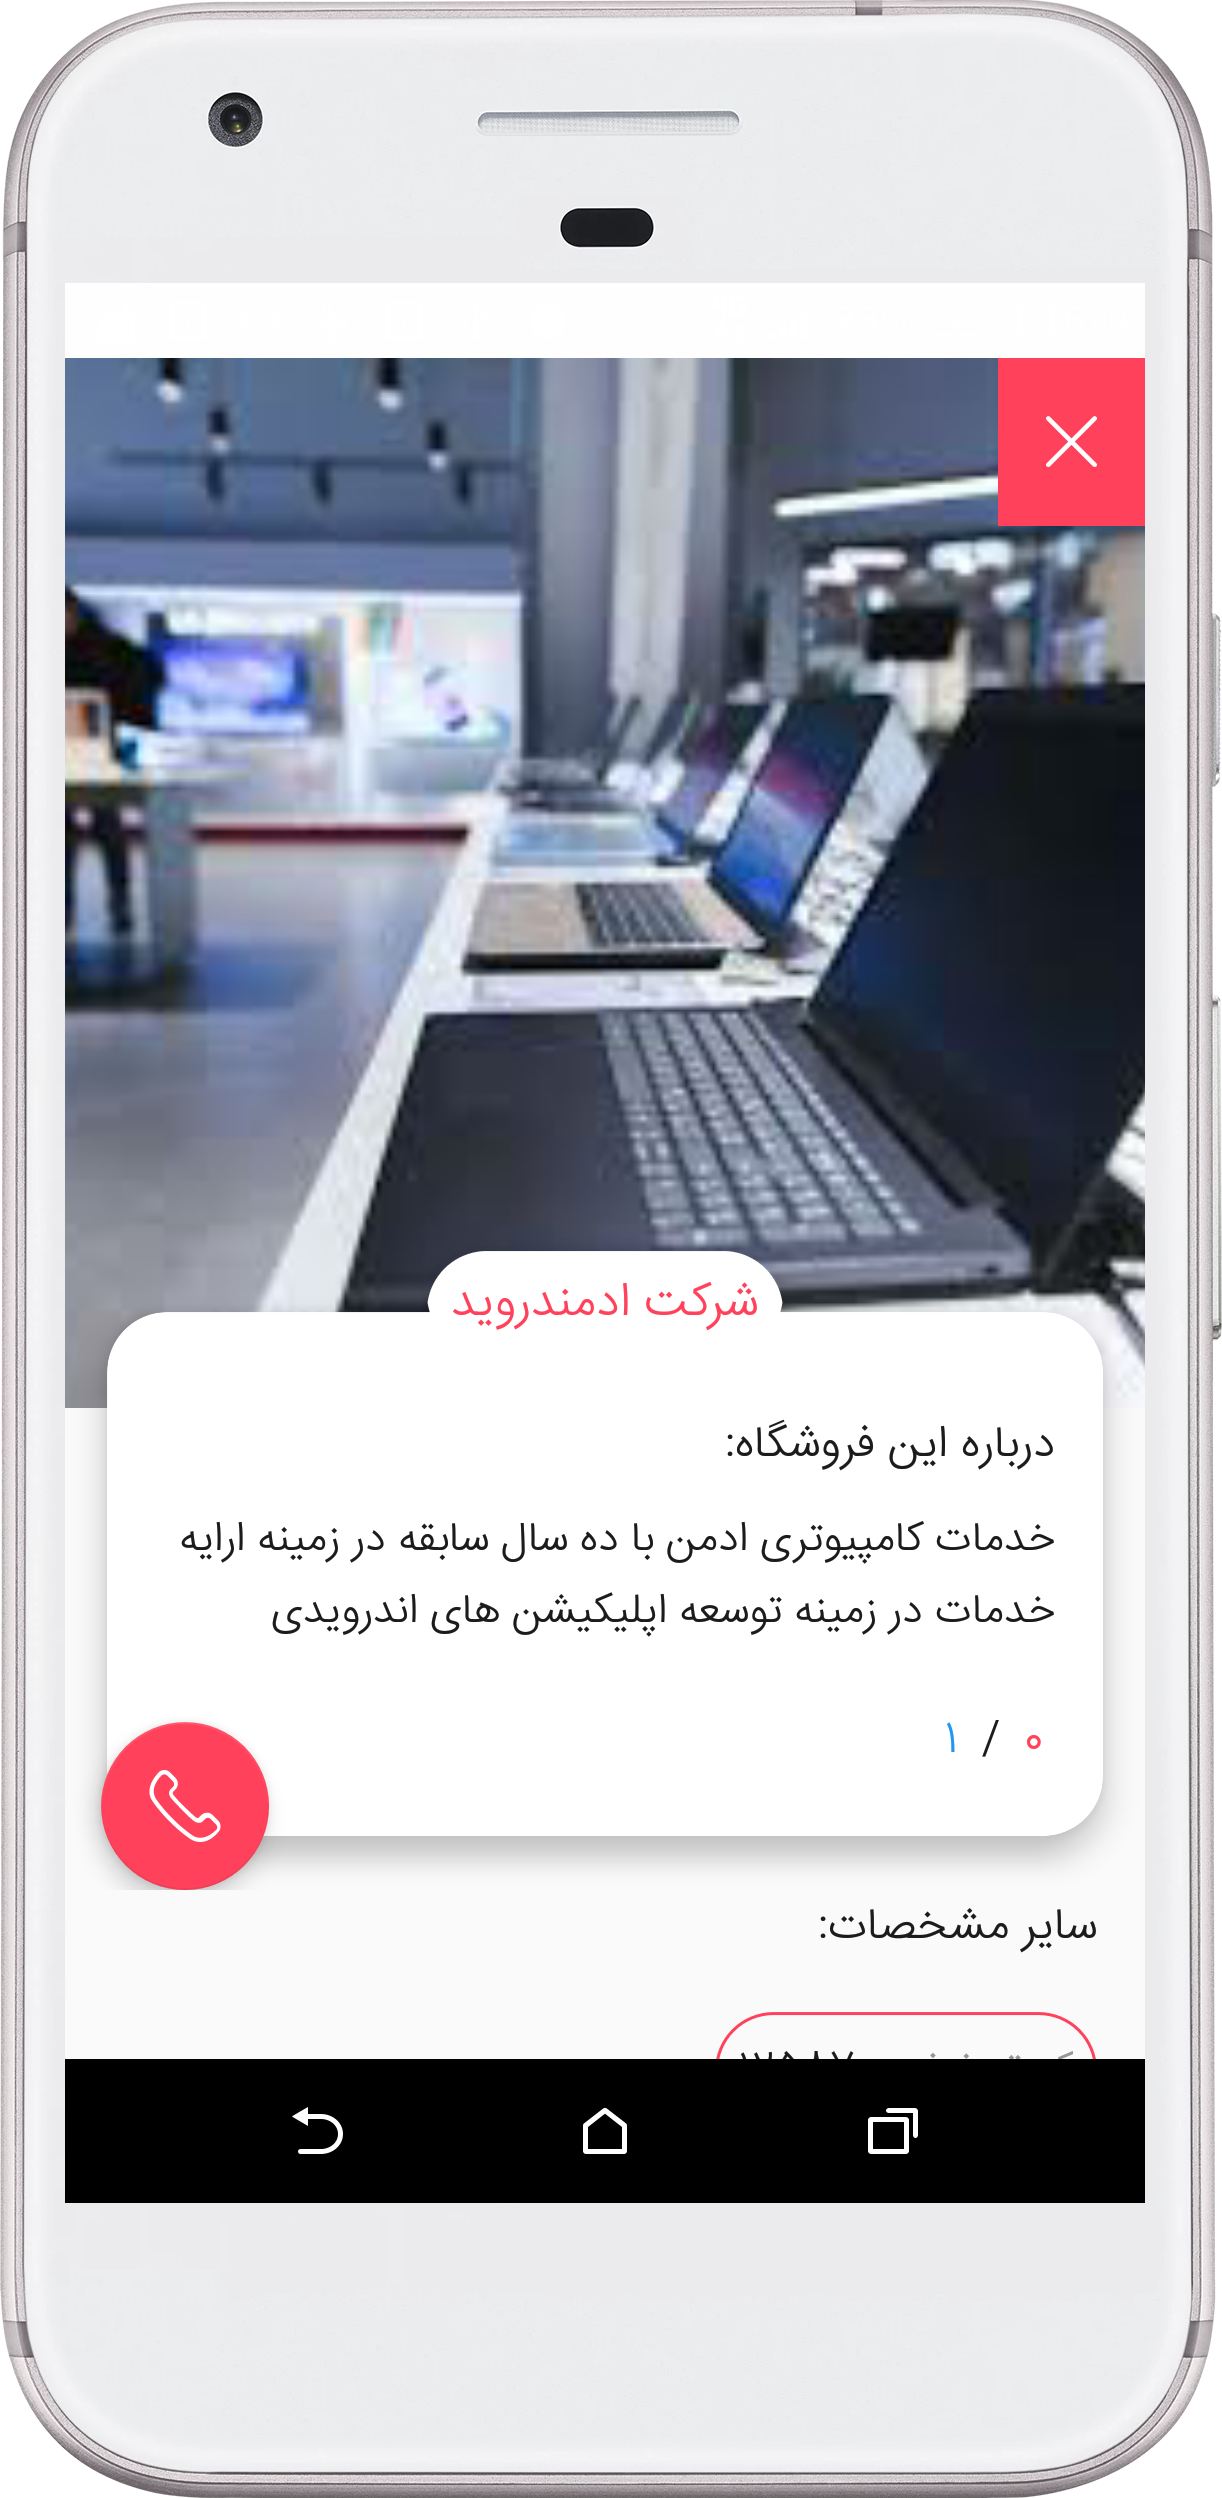 شرکت ادمندروید
درباره این فروشگاه:
خدمات کامپیوتری ادمن با ده سال سابقه در زمینه ارایه
خدمات در زمینه توسعه اپلیکیشن های اندرویدی
۰ / ۱
سایر مشخصات: